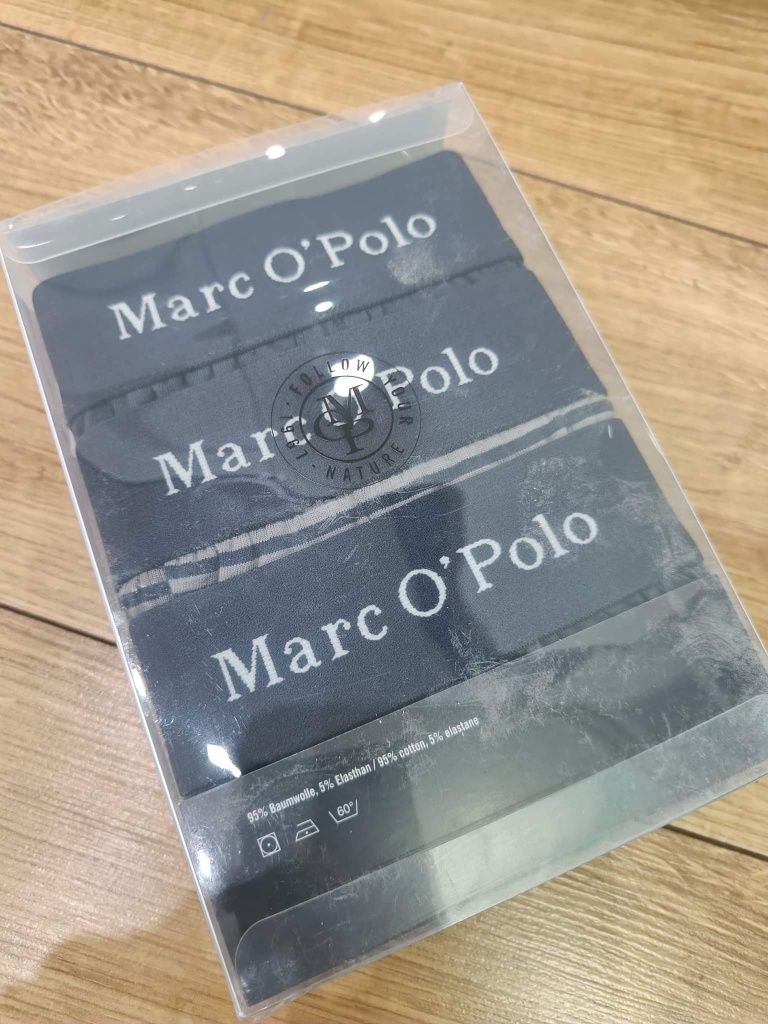 Marc O'Polo
Marc O'Polo
FOLLOW YOUR NATURE · 1967 ·
M
Marc O'Polo
95% Baumwolle, 5% Elasthan / 95% cotton, 5% elastane
60°